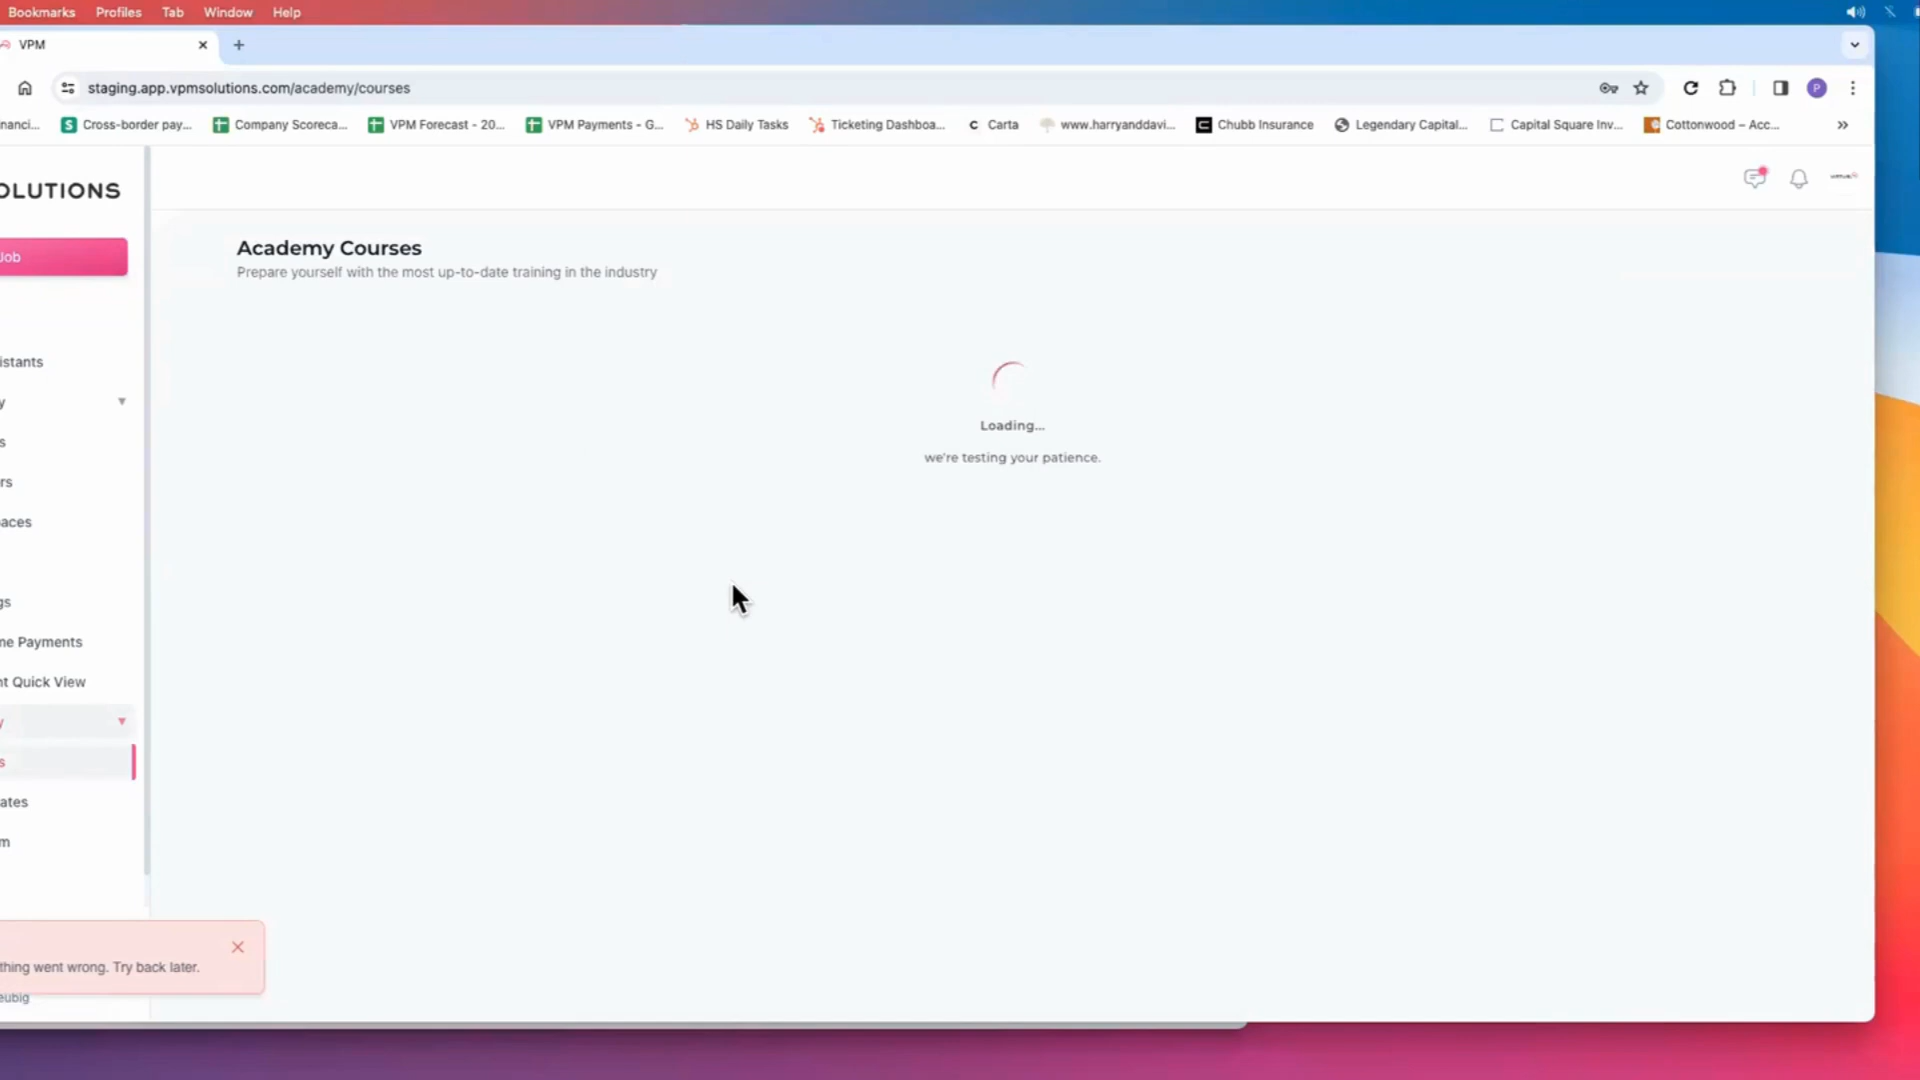 Bookmarks Profiles Tab Window Help
VPM
staging.app.vpmsolutions.com/academy/courses
P
nanci... Cross-border pay... Company Scoreca... VPM Forecast - 20... VPM Payments - G... HS Daily Tasks Ticketing Dashboa... Carta www.harryanddavi... Chubb Insurance Legendary Capital... Capital Square Inv... Cottonwood – Acc...
OLUTIONS
Job
Academy Courses
Prepare yourself with the most up-to-date training in the industry
istants
y
s
rs
aces
gs
me Payments
nt Quick View
y
s
ates
m
Loading...
we're testing your patience.
thing went wrong. Try back later.
eubig